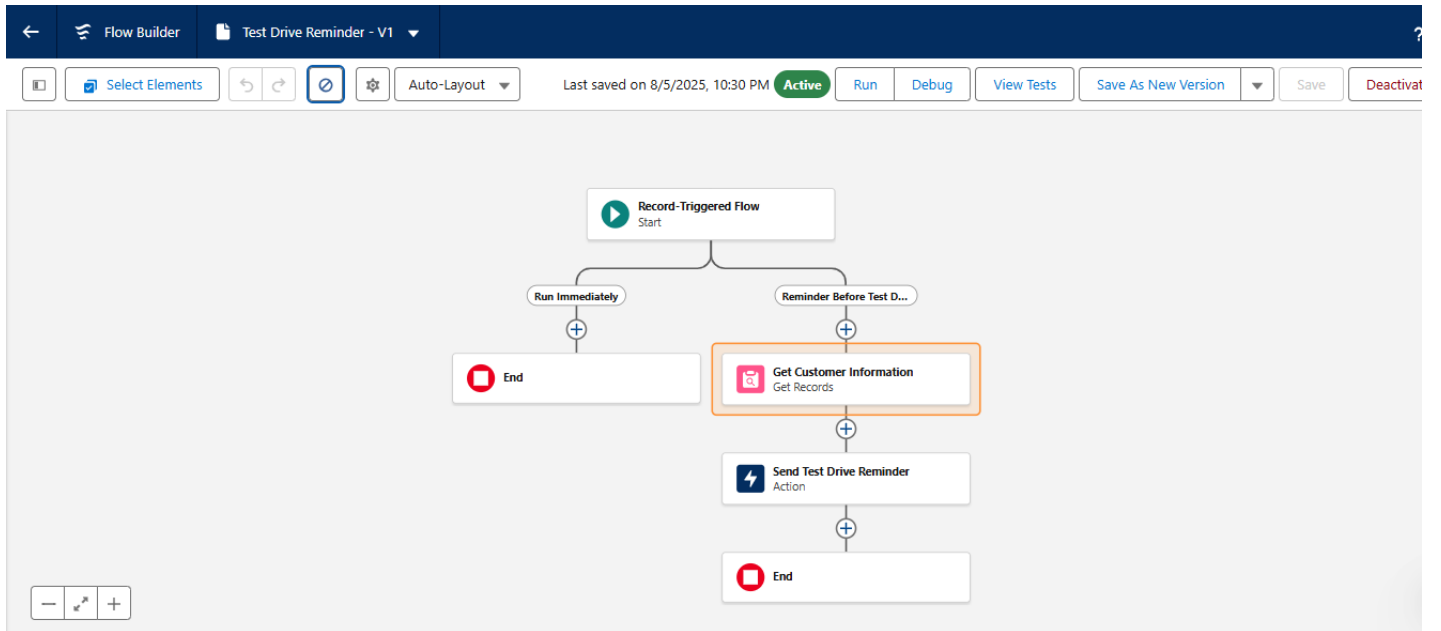 Flow Builder
Test Drive Reminder - V1
?
Select Elements
Auto-Layout
Last saved on 8/5/2025, 10:30 PM
Active
Run
Debug
View Tests
Save As New Version
Save
Deactivat
Record-Triggered Flow
Start
Run Immediately
Reminder Before Test D...
End
Get Customer Information
Get Records
Send Test Drive Reminder
Action
End